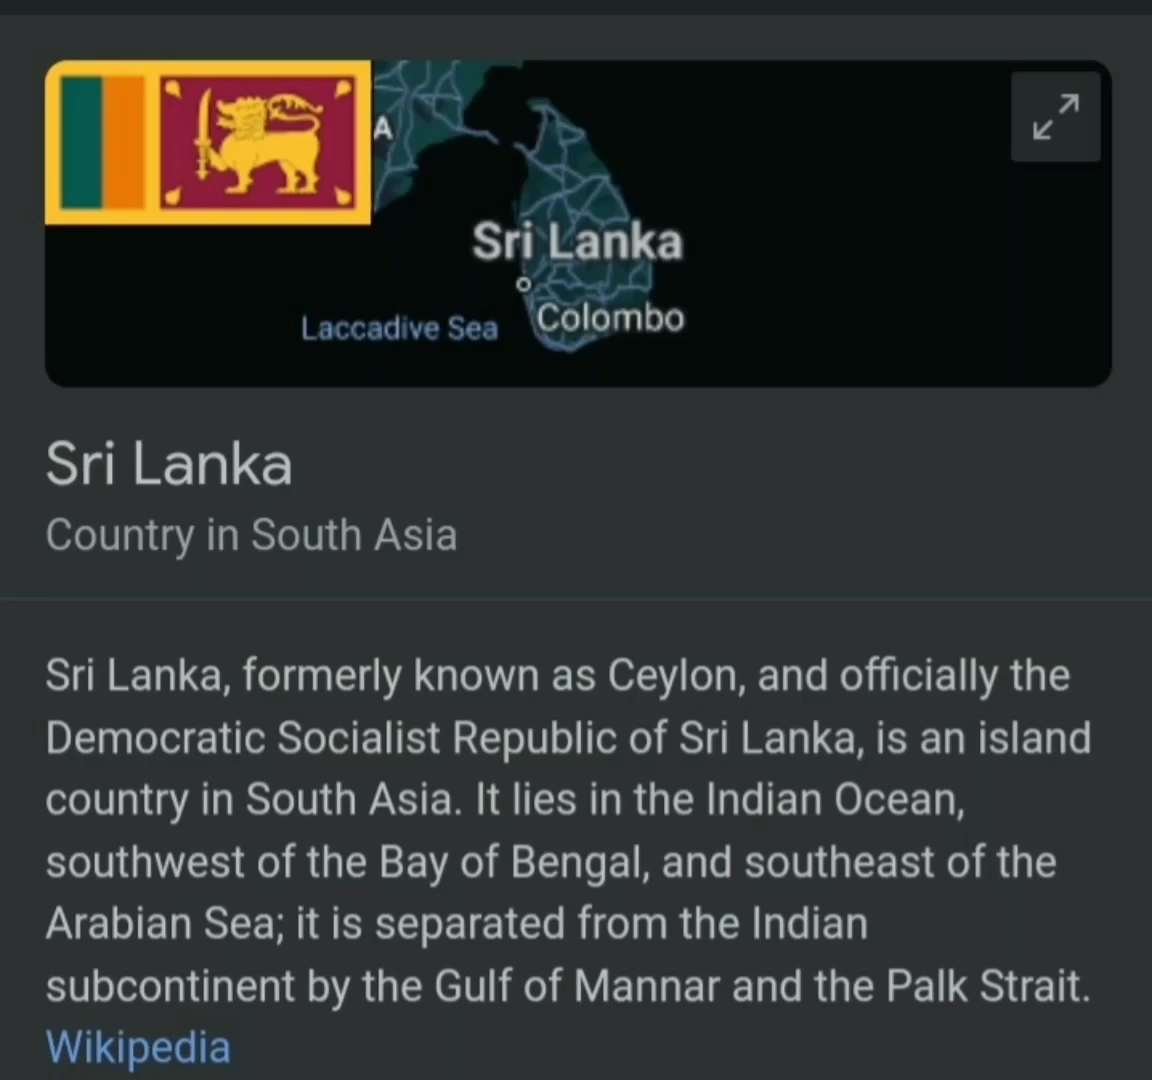 A
Sri Lanka
Colombo
Laccadive Sea
Sri Lanka
Country in South Asia
Sri Lanka, formerly known as Ceylon, and officially the
Democratic Socialist Republic of Sri Lanka, is an island
country in South Asia. It lies in the Indian Ocean,
southwest of the Bay of Bengal, and southeast of the
Arabian Sea; it is separated from the Indian
subcontinent by the Gulf of Mannar and the Palk Strait.
Wikipedia